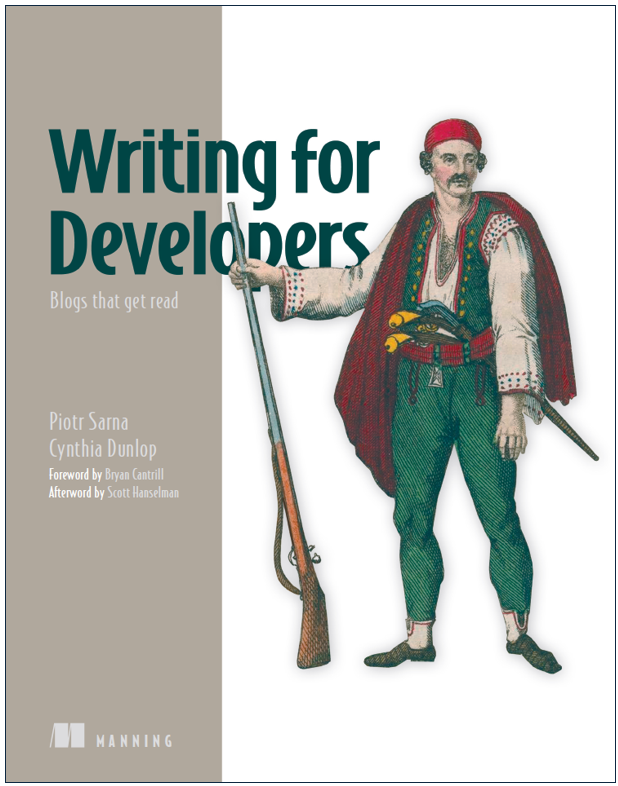 Writing for
Developers
Blogs that get read
Piotr Sarna
Cynthia Dunlop
Foreword by Bryan Cantrill
Afterword by Scott Hanselman
MANNING